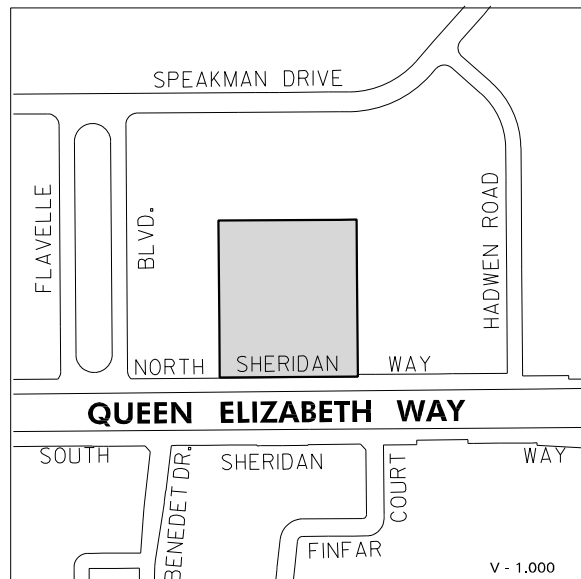 SPEAKMAN DRIVE
FLAVELLE
BLVD.
HADWEN ROAD
NORTH SHERIDAN WAY
QUEEN ELIZABETH WAY
SOUTH SHERIDAN WAY
BENEDET DR.
COURT
FINFAR
V - 1.000